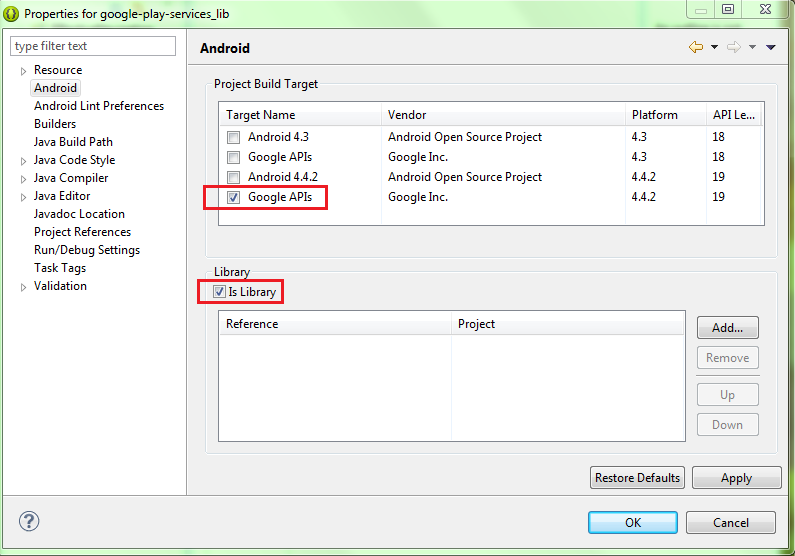 Properties for google-play-services_lib
type filter text
Resource
Android
Android Lint Preferences
Builders
Java Build Path
Java Code Style
Java Compiler
Java Editor
Javadoc Location
Project References
Run/Debug Settings
Task Tags
Validation
Android
Project Build Target
Target Name Vendor Platform API Le...
Android 4.3 Android Open Source Project 4.3 18
Google APIs Google Inc. 4.3 18
Android 4.4.2 Android Open Source Project 4.4.2 19
Google APIs Google Inc. 4.4.2 19
Library
Is Library
Reference Project
Add...
Remove
Up
Down
Restore Defaults Apply
? OK Cancel